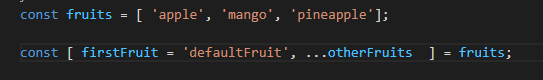 const fruits = [ 'apple', 'mango', 'pineapple'];
const [ firstFruit = 'defaultFruit', ...otherFruits  ] = fruits;